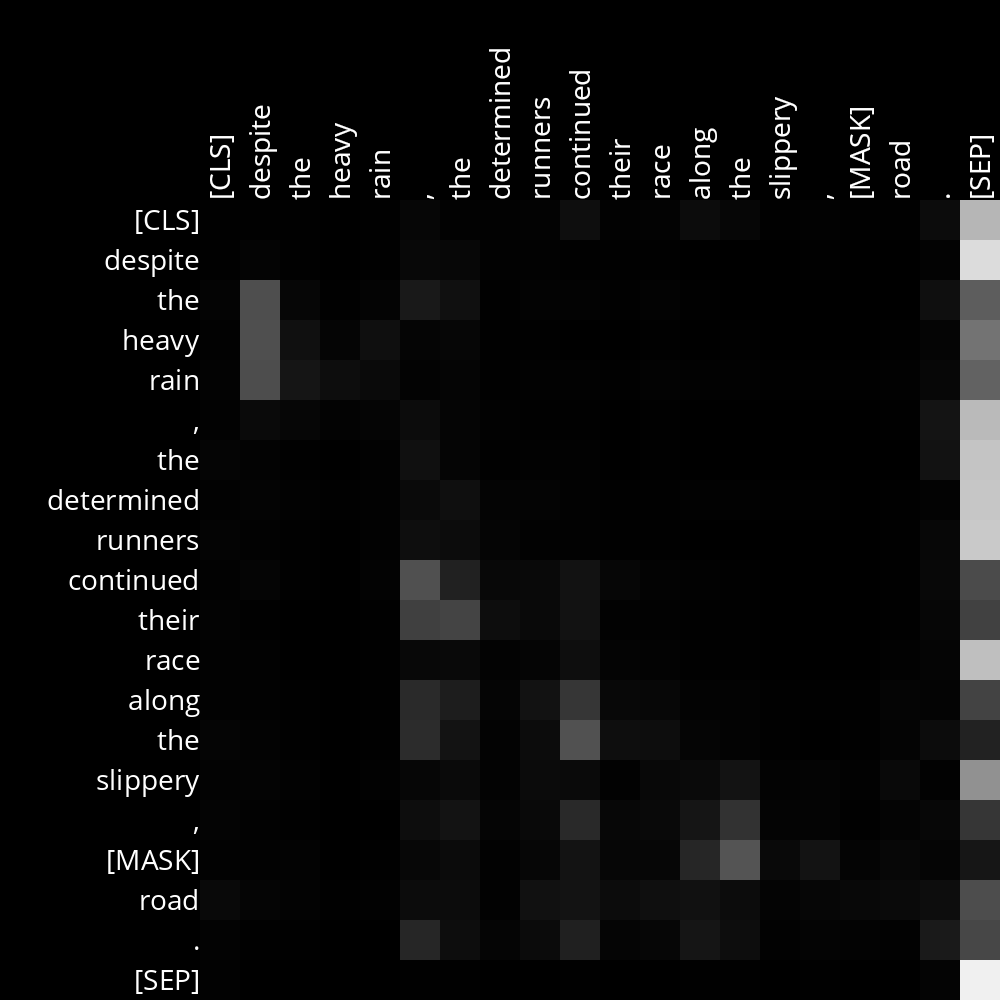 [CLS] despite the heavy rain , the determined runners continued their race along the slippery , [MASK] road . [SEP]
[CLS]
despite
the
heavy
rain
,
the
determined
runners
continued
their
race
along
the
slippery
,
[MASK]
road
.
[SEP]